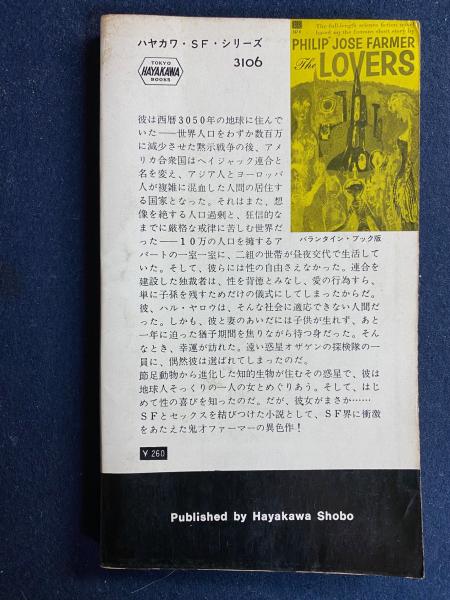 ハヤカワ・SF・シリーズ
TOKYO
HAYAKAWA
BOOKS
3106
The full-length science fiction novel
based on the famous short story by
PHILIP JOSE FARMER
The LOVERS
バランタイン・ブック版
彼は西暦3050年の地球に住んで
いた――世界人口をわずか数百万
に減少させた黙示戦争の後、アメ
リカ合衆国はヘイジャック連合と
名を変え、アジア人とヨーロッパ
人が複雑に混血した人間の居住す
る国家となった。それはまた、想
像を絶する人口過剰と、狂信的な
までに厳格な戒律に苦しむ世界だ
った――10万の人口を擁するア
パートの一室一室に、二組の世帯が昼夜交代で生活して
いた。そして、彼らには性の自由さえなかった。連合を
建設した独裁者は、性を背徳とみなし、愛の行為すら、
単に子孫を残すためだけの儀式にしてしまったからだ。
彼、ハル・ヤロウは、そんな社会に適応できない人間だ
った。しかも、彼と妻のあいだには子供が生れず、あと
一年に迫った猶予期間を焦りながら待つ身だった。そん
なとき、幸運が訪れた。遠い惑星オザゲンの探検隊の一
員に、偶然彼は選ばれてしまったのだ。
節足動物から進化した知的生物が住むその惑星で、彼は
地球人そっくりの一人の女とめぐりあう。そして、はじ
めて性の喜びを知ったのだ。だが、彼女がまさか……
SFとセックスを結びつけた小説として、SF界に衝撃
をあたえた鬼才ファーマーの異色作！
¥260
Published by Hayakawa Shobo